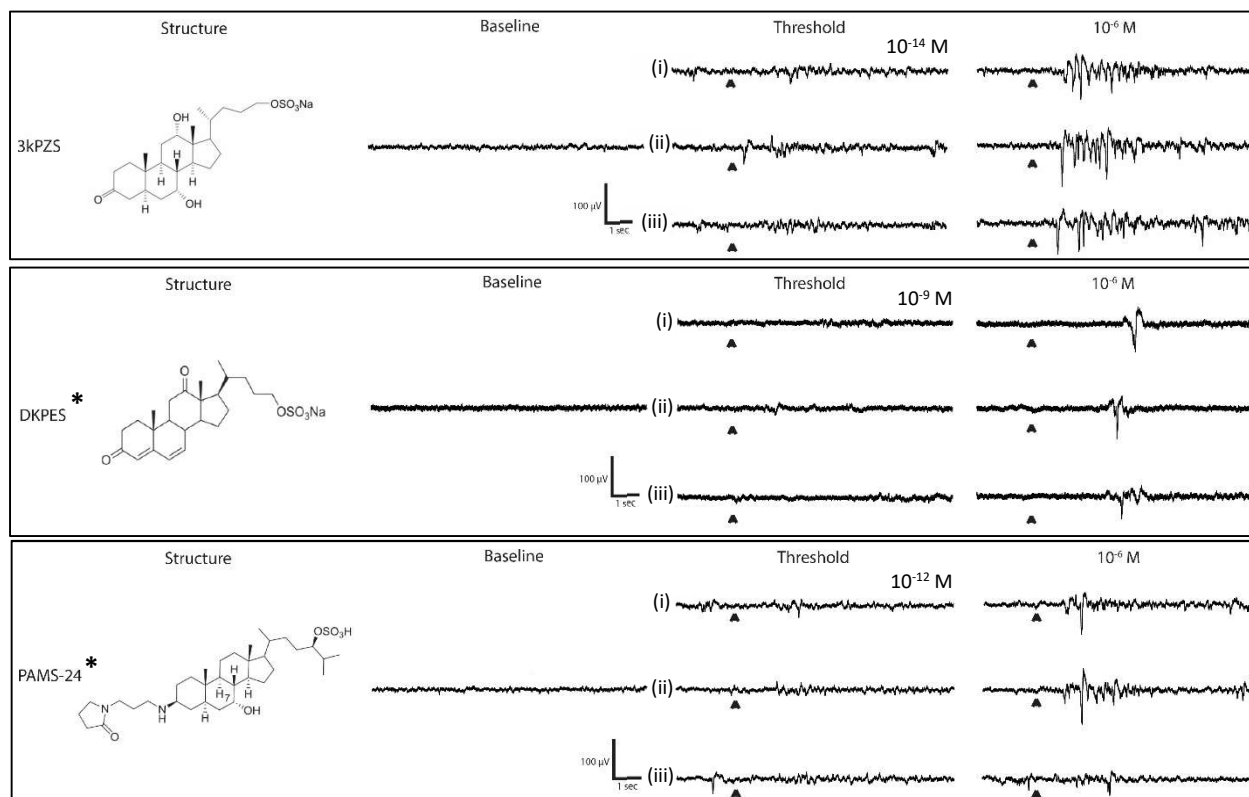 Structure Baseline Threshold 10⁻⁶ M
10⁻¹⁴ M
(i)
OSO₃Na
OH
H
3kPZS
H H
(ii)
O
H
OH
100 µV
1 sec
(iii)
Structure Baseline Threshold 10⁻⁶ M
10⁻⁹ M
(i)
O
DKPES *
OSO₃Na
(ii)
O
100 µV
1 sec
(iii)
Structure Baseline Threshold 10⁻⁶ M
10⁻¹² M
(i)
OSO₃H
PAMS-24 *
H
H 7 H
(ii)
N
N
H
H
OH
O
100 µV
1 sec
(iii)